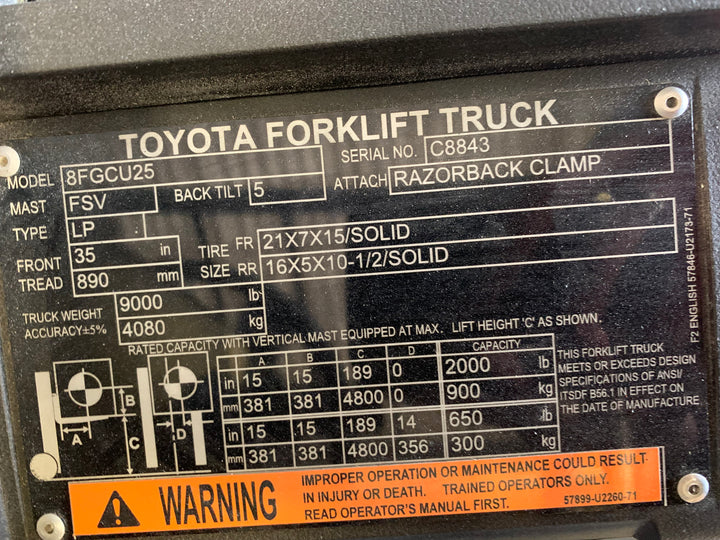 TOYOTA FORKLIFT TRUCK
MODEL 8FGCU25 SERIAL NO. C8843
MAST FSV BACK TILT 5 ATTACH RAZORBACK CLAMP
TYPE LP
FRONT 35 in TIRE FR 21X7X15/SOLID
TREAD 890 mm SIZE RR 16X5X10-1/2/SOLID
TRUCK WEIGHT 9000 lb
ACCURACY±5% 4080 kg
RATED CAPACITY WITH VERTICAL MAST EQUIPPED AT MAX. LIFT HEIGHT 'C' AS SHOWN.
A B C D CAPACITY
in 15 15 189 0 2000 lb
mm 381 381 4800 0 900 kg
in 15 15 189 14 650 lb
mm 381 381 4800 356 300 kg
B
A
C
D
THIS FORKLIFT TRUCK
MEETS OR EXCEEDS DESIGN
SPECIFICATIONS OF ANSI/
ITSDF B56.1 IN EFFECT ON
THE DATE OF MANUFACTURE
F2 ENGLISH 57846-U2173-71
WARNING
IMPROPER OPERATION OR MAINTENANCE COULD RESULT
IN INJURY OR DEATH. TRAINED OPERATORS ONLY.
READ OPERATOR'S MANUAL FIRST. 57899-U2260-71